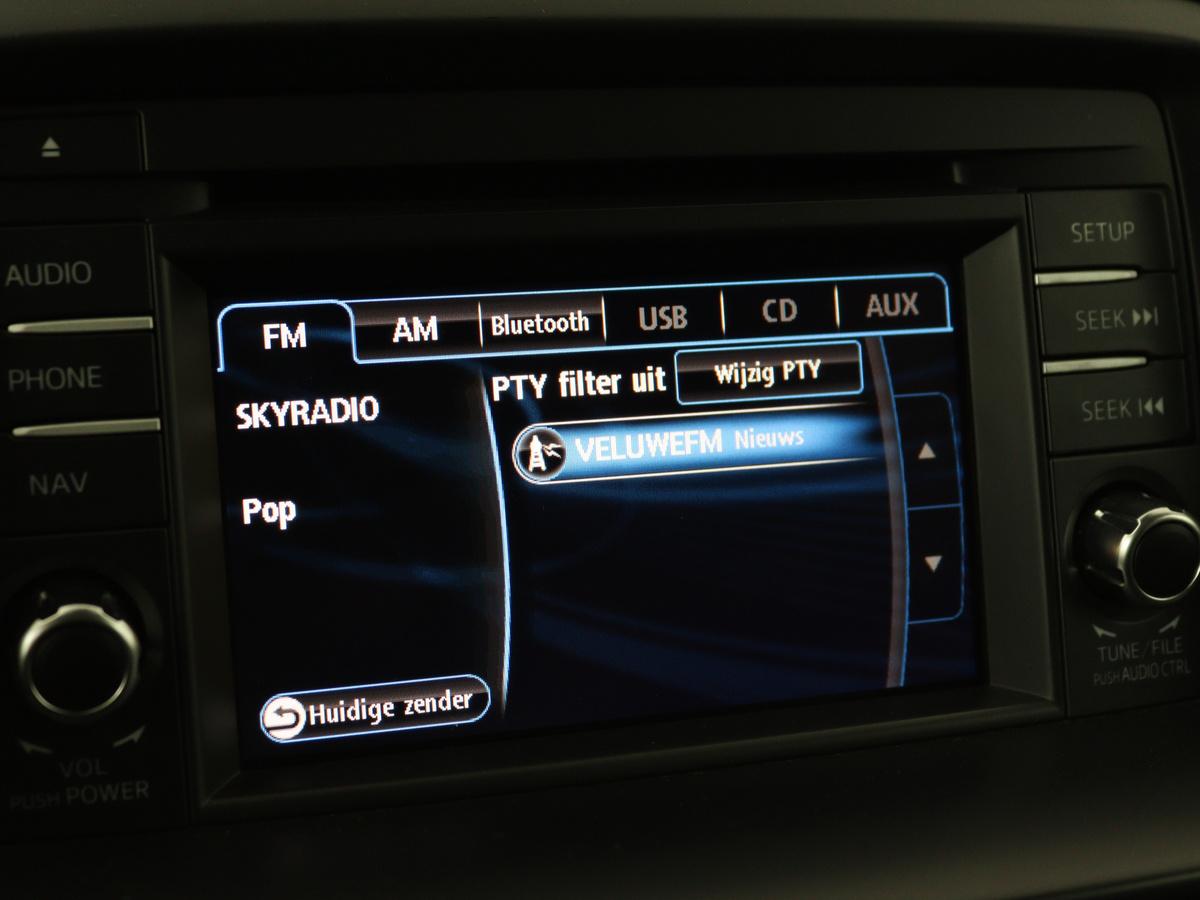 AUDIO
PHONE
NAV
VOL
PUSH POWER
FM
AM
Bluetooth
USB
CD
AUX
SKYRADIO
Pop
PTY filter uit
Wijzig PTY
VELUWEFM Nieuws
Huidige zender
SETUP
SEEK
SEEK
TUNE/FILE
PUSH AUDIO CTRL